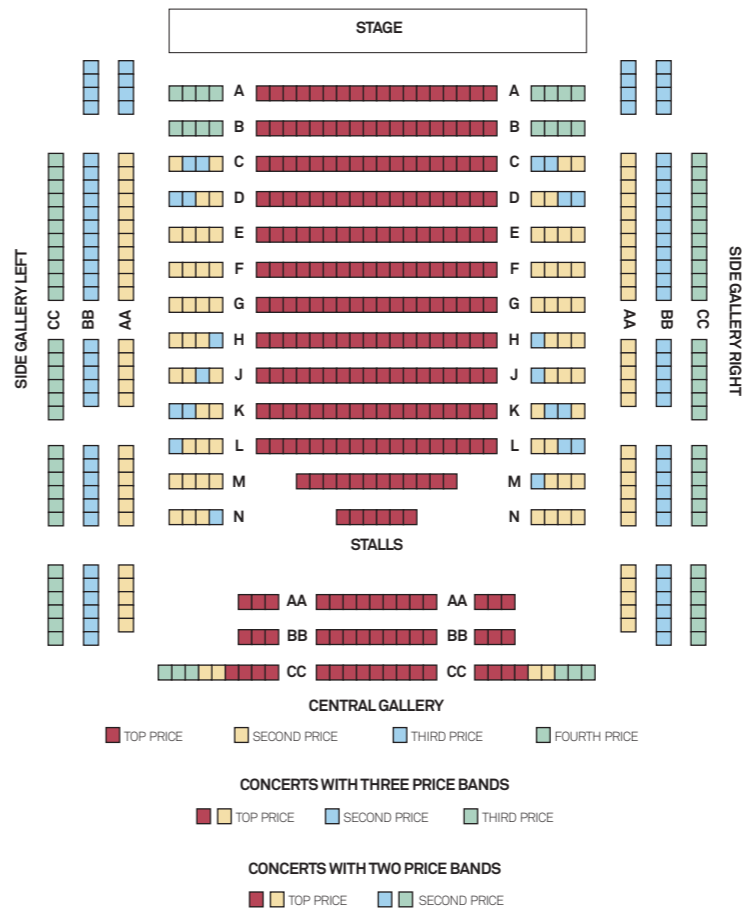 STAGE
A A
B B
C C
D D
E E
F F
G G
H H
J J
K K
L L
M M
N N
SIDE GALLERY LEFT
CC BB AA
AA BB CC
SIDE GALLERY RIGHT
STALLS
AA AA
BB BB
CC CC
CENTRAL GALLERY
TOP PRICE SECOND PRICE THIRD PRICE FOURTH PRICE
CONCERTS WITH THREE PRICE BANDS
TOP PRICE SECOND PRICE THIRD PRICE
CONCERTS WITH TWO PRICE BANDS
TOP PRICE SECOND PRICE